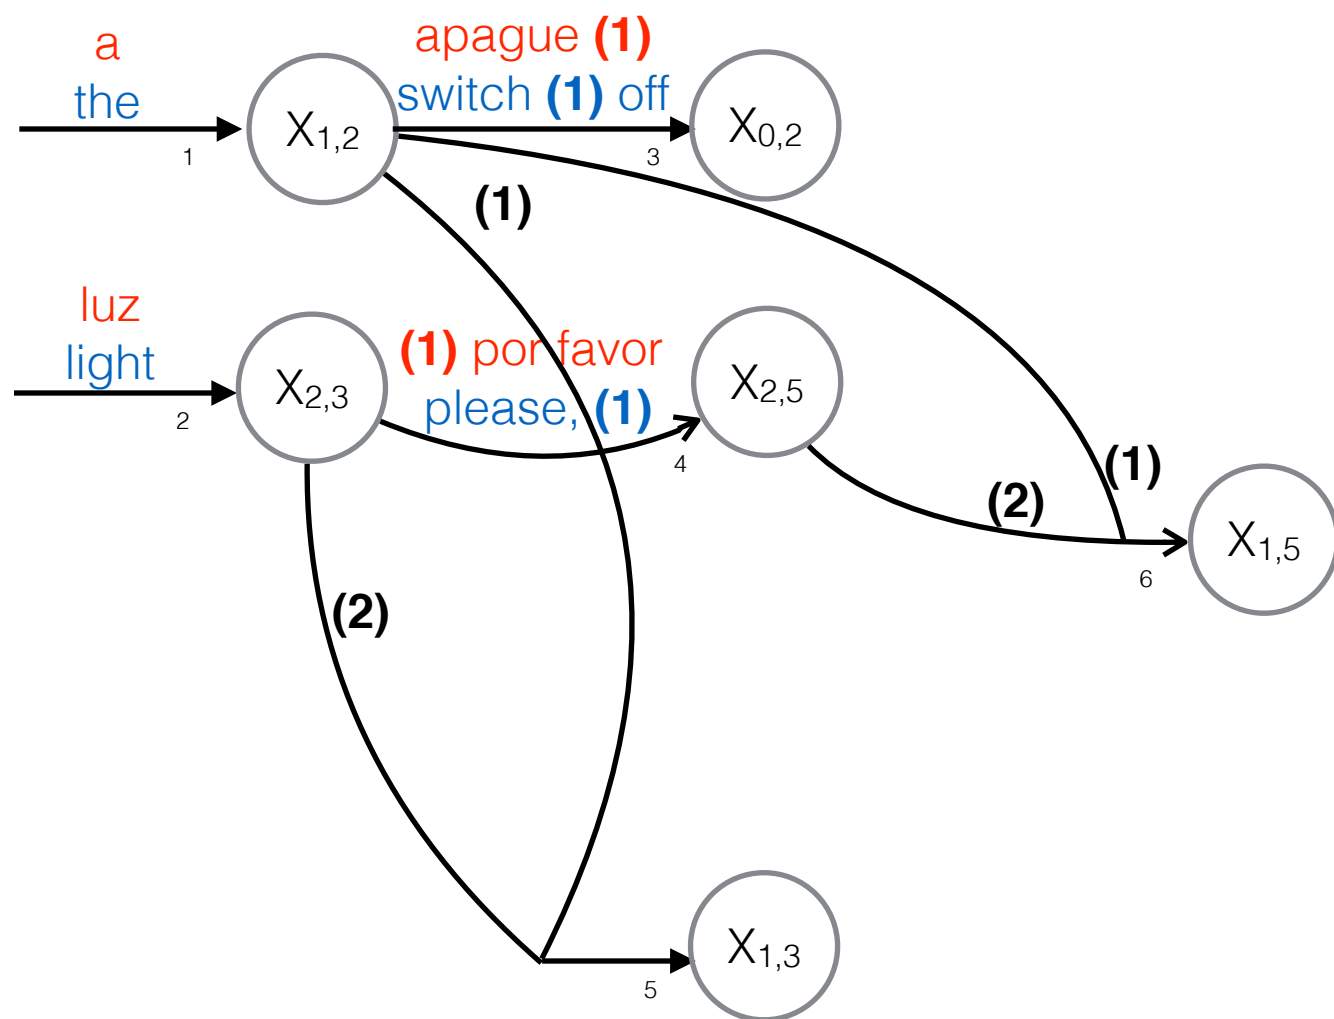 a
the
1
X1,2
apague (1)
switch (1) off
3
X0,2
(1)
luz
light
2
X2,3
(1) por favor
please, (1)
4
X2,5
(2)
(1)
6
X1,5
(2)
5
X1,3